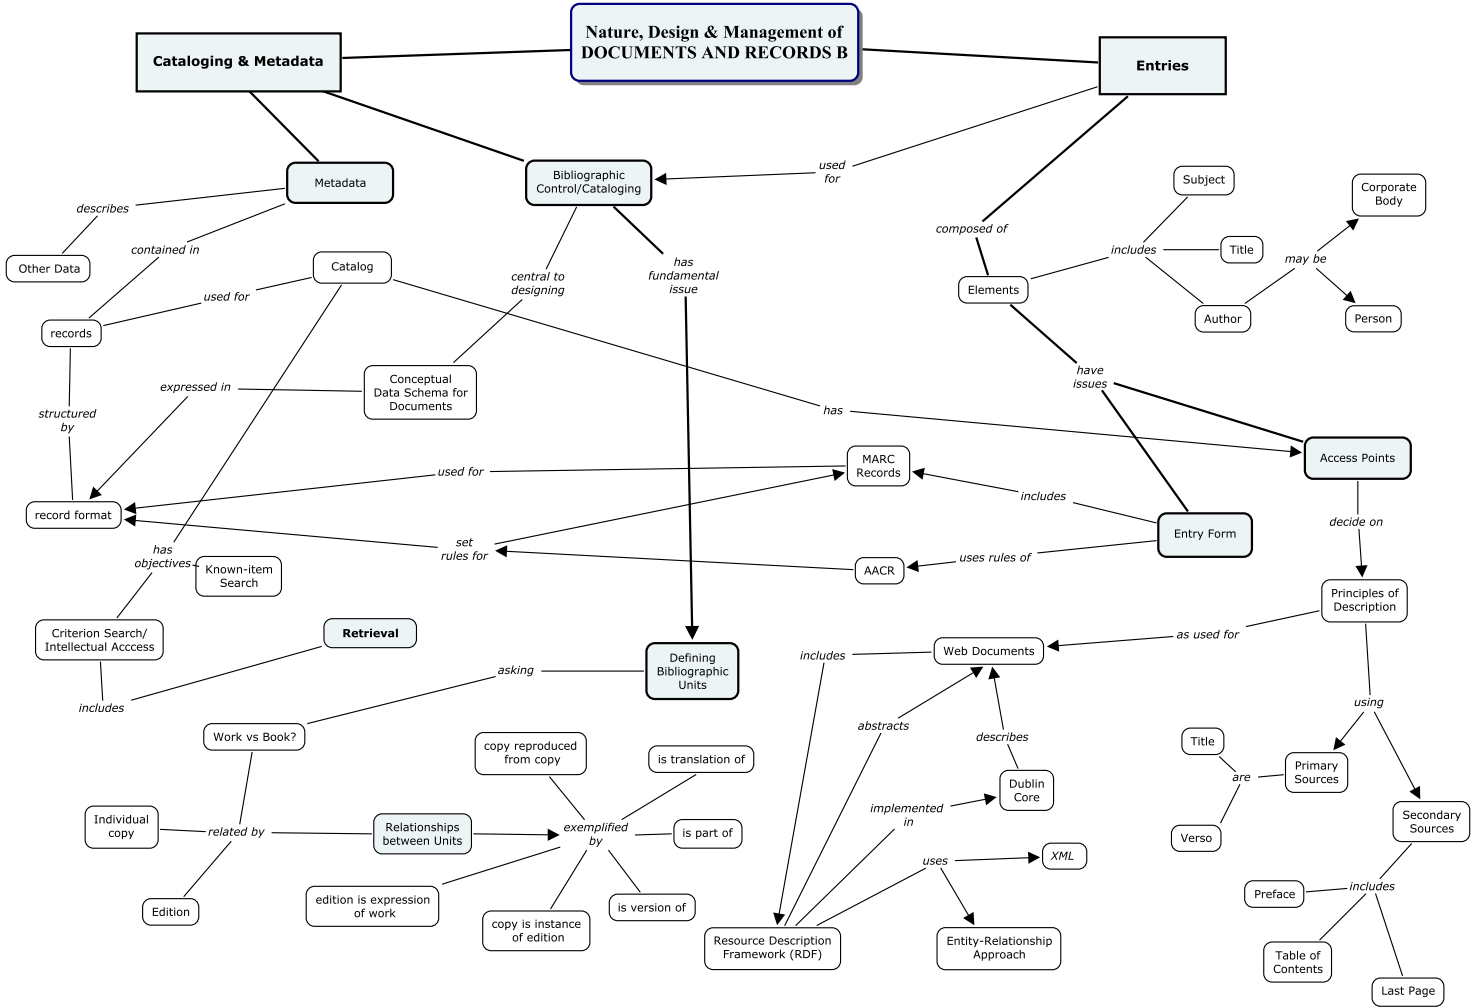 Nature, Design & Management of
DOCUMENTS AND RECORDS B
Cataloging & Metadata
Entries
Metadata
Bibliographic
Control/Cataloging
used
for
Subject
Corporate
Body
describes
contained in
composed of
includes
Title
may be
Other Data
Catalog
used for
central to
designing
has
fundamental
issue
Elements
Author
Person
records
Conceptual
Data Schema for
Documents
expressed in
have
issues
structured
by
has
Access Points
MARC
Records
used for
includes
record format
decide on
Entry Form
set
rules for
uses rules of
AACR
has
objectives
Known-item
Search
Principles of
Description
Criterion Search/
Intellectual Acccess
Retrieval
as used for
Web Documents
includes
Defining
Bibliographic
Units
asking
includes
using
Work vs Book?
abstracts
describes
Title
copy reproduced
from copy
is translation of
Primary
Sources
are
Dublin
Core
implemented
in
Secondary
Sources
Individual
copy
related by
Relationships
between Units
exemplified
by
is part of
Verso
uses
XML
edition is expression
of work
is version of
Preface
includes
Edition
copy is instance
of edition
Resource Description
Framework (RDF)
Entity-Relationship
Approach
Table of
Contents
Last Page